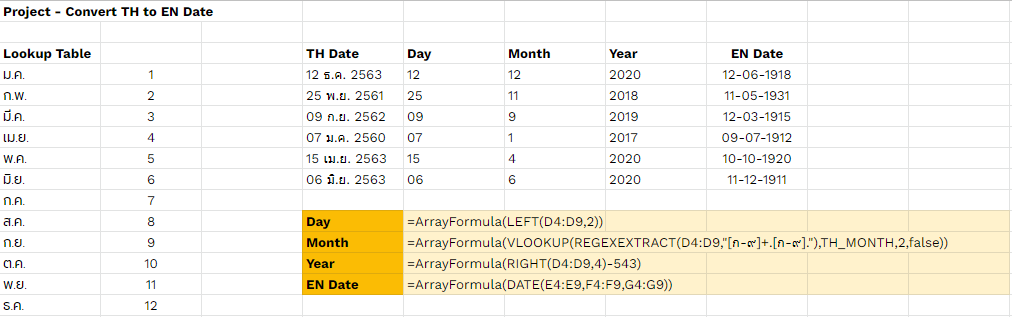 Project - Convert TH to EN Date
Lookup Table TH Date Day Month Year EN Date
ม.ค. 1 12 ธ.ค. 2563 12 12 2020 12-06-1918
ก.พ. 2 25 พ.ย. 2561 25 11 2018 11-05-1931
มี.ค. 3 09 ก.ย. 2562 09 9 2019 12-03-1915
เม.ย. 4 07 ม.ค. 2560 07 1 2017 09-07-1912
พ.ค. 5 15 เม.ย. 2563 15 4 2020 10-10-1920
มิ.ย. 6 06 มิ.ย. 2563 06 6 2020 11-12-1911
ก.ค. 7
ส.ค. 8 Day =ArrayFormula(LEFT(D4:D9,2))
ก.ย. 9 Month =ArrayFormula(VLOOKUP(REGEXEXTRACT(D4:D9,"[ก-๙]+.[ก-๙]."),TH_MONTH,2,false))
ต.ค. 10 Year =ArrayFormula(RIGHT(D4:D9,4)-543)
พ.ย. 11 EN Date =ArrayFormula(DATE(E4:E9,F4:F9,G4:G9))
ธ.ค. 12